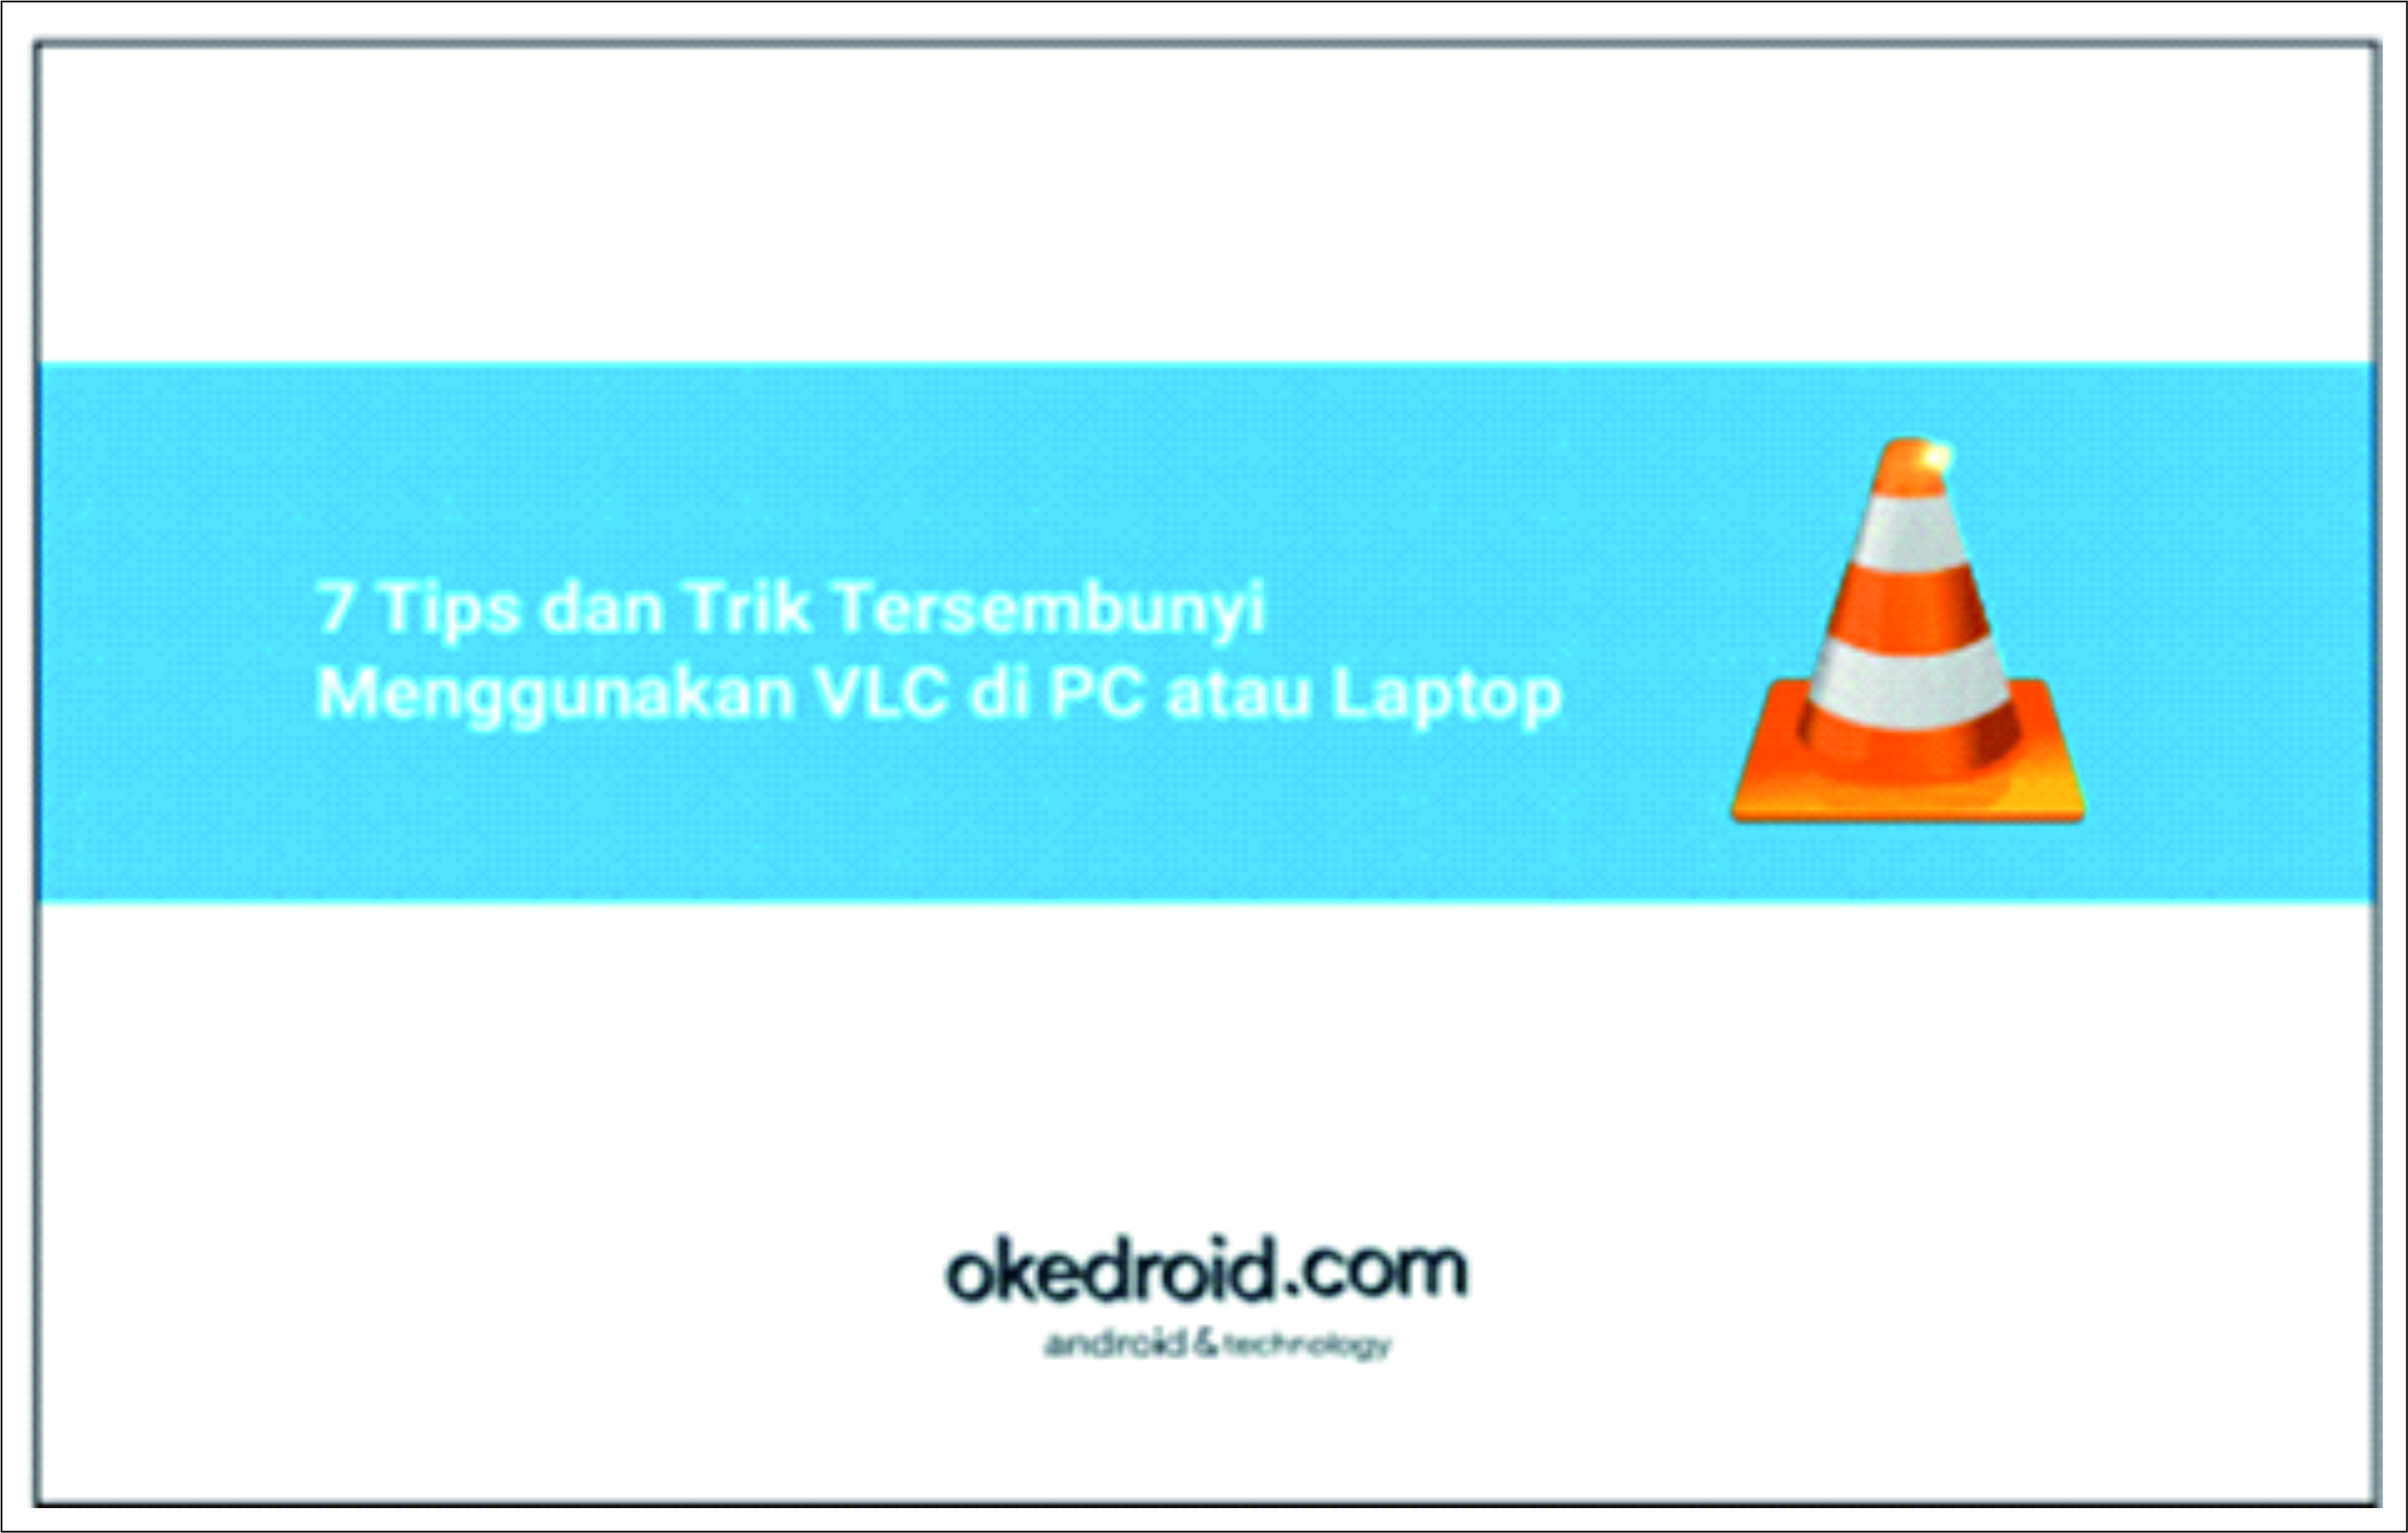 7 Tips dan Trik Tersembunyi
Menggunakan VLC di PC atau Laptop
okedroid.com
android & technology